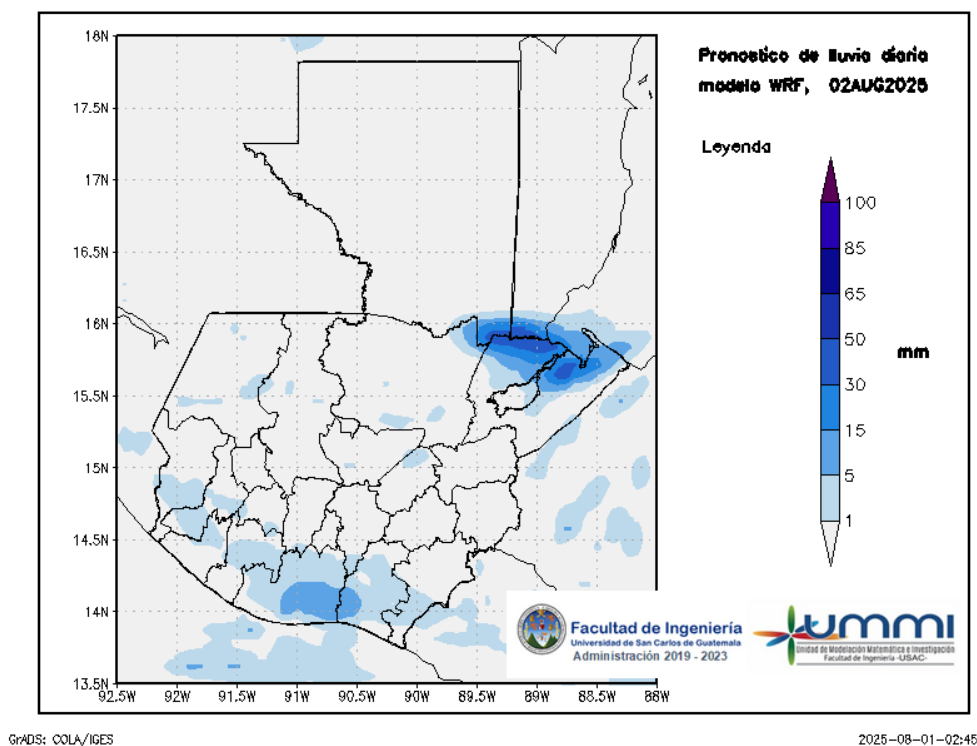 Pronostico de lluvia diaria
modelo WRF, 02AUG2025
Leyenda
100
85
65
50
30
15
5
1
mm
18N
17.5N
17N
16.5N
16N
15.5N
15N
14.5N
14N
13.5N
92.5W
92W
91.5W
91W
90.5W
90W
89.5W
89W
88.5W
88W
Facultad de Ingeniería
Universidad de San Carlos de Guatemala
Administración 2019 - 2023
ummi
Unidad de Modelación Matemática e Investigación
Facultad de Ingeniería -USAC-
GrADS: COLA/IGES
2025-08-01-02:45